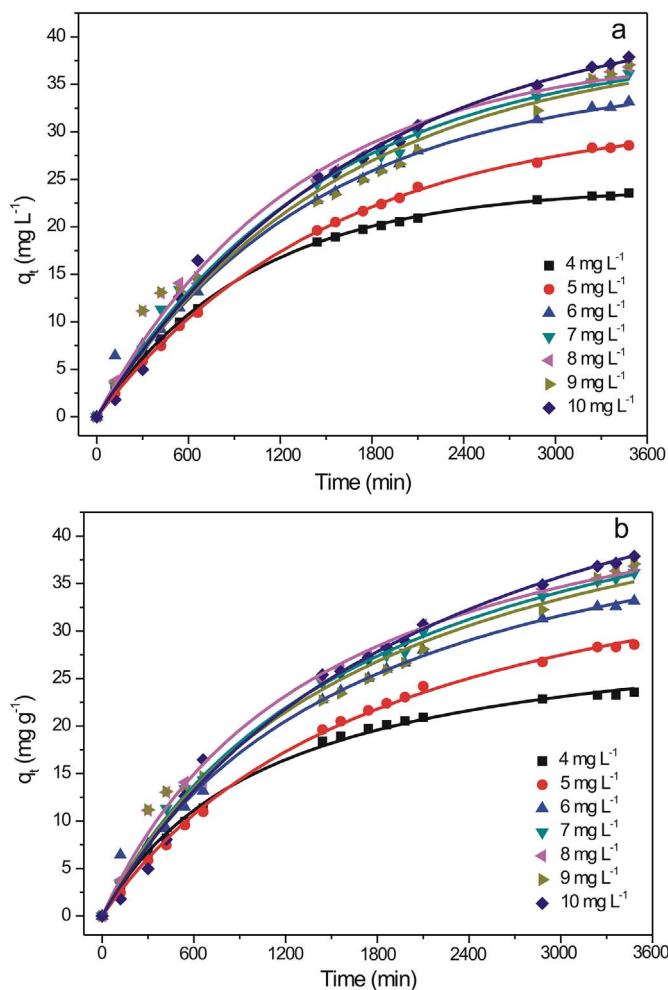 a
40
35
30
25
20
15
10
5
0
qt (mg L-1)
4 mg L-1
5 mg L-1
6 mg L-1
7 mg L-1
8 mg L-1
9 mg L-1
10 mg L-1
0 600 1200 1800 2400 3000 3600
Time (min)
b
40
35
30
25
20
15
10
5
0
qt (mg g-1)
4 mg L-1
5 mg L-1
6 mg L-1
7 mg L-1
8 mg L-1
9 mg L-1
10 mg L-1
0 600 1200 1800 2400 3000 3600
Time (min)